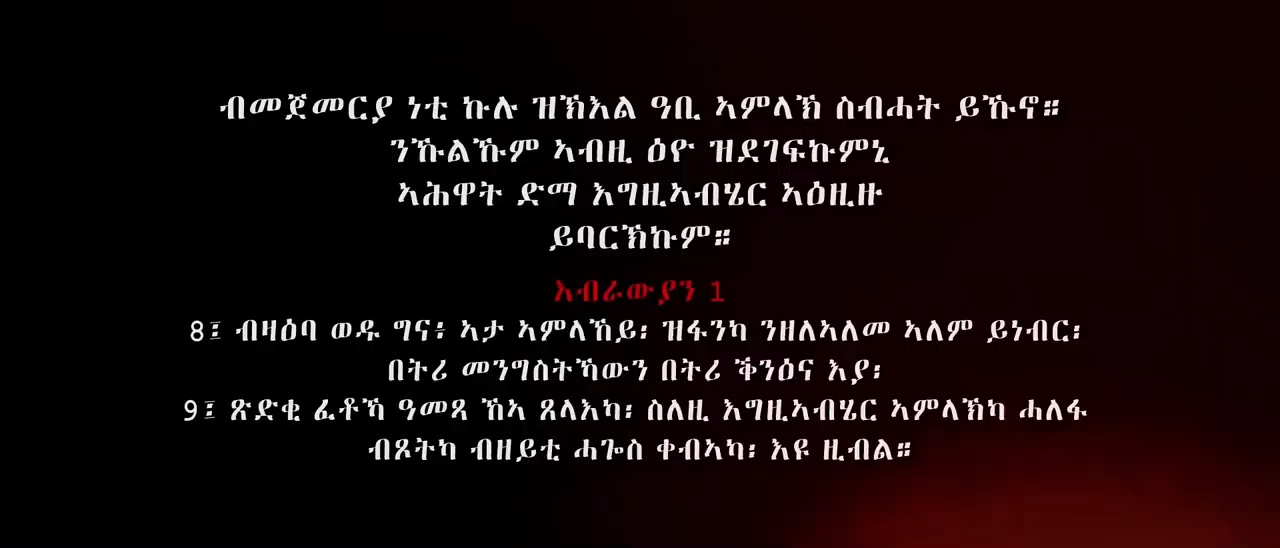 ብመጀመርያ ነቲ ኩሉ ዝኽእል ዓቢ ኣምላኽ ስብሓት ይኹኖ።
ንኹልኹም ኣብዚ ዕዮ ዝደገፍኩምኒ
ኣሕዋት ድማ እግዚኣብሄር ኣዕዚዙ
ይባርኽኩም።
እብራውያን 1
8፤ ብዛዕባ ወዱ ግና፥ ኣታ ኣምላኸይ፡ ዝፋንካ ንዘለኣለመ ኣለም ይነብር፡
በትሪ መንግስትኻውን በትሪ ቕንዕና እያ፡
9፤ ጽድቂ ፈቶኻ ዓመጻ ኸኣ ጸላእካ፡ ስለዚ እግዚኣብሄር ኣምላኽካ ሓለፋ
ብጾትካ ብዘይቲ ሓጐስ ቀብኣካ፡ እዩ ዚብል።